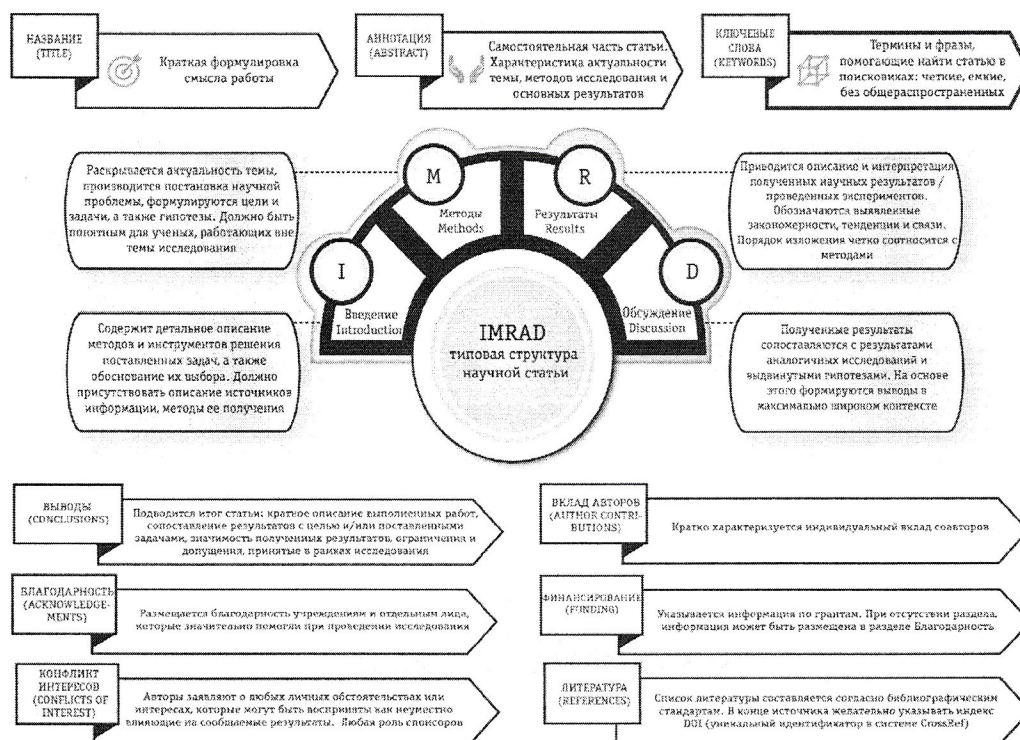 НАЗВАНИЕ
(TITLE)
Краткая формулировка
смысла работы
АННОТАЦИЯ
(ABSTRACT)
Самостоятельная часть статьи.
Характеристика актуальности
темы, методов исследования и
основных результатов
КЛЮЧЕВЫЕ
СЛОВА
(KEYWORDS)
Термины и фразы,
помогающие найти статью в
поисковиках: четкие, емкие,
без общераспространенных
Раскрывается актуальность темы,
производится постановка научной
проблемы, формулируются цели и
задачи, а также гипотезы. Должно быть
понятным для ученых, работающих вне
темы исследования
M
Методы
Methods
R
Результаты
Results
Приводится описание и интерпретация
полученных научных результатов /
проведенных экспериментов.
Обозначаются выявленные
закономерности, тенденции и связи.
Порядок изложения четко соотносится с
методами
I
Введение
Introduction
D
Обсуждение
Discussion
IMRAD
типовая структура
научной статьи
Содержит детальное описание
методов и инструментов решения
поставленных задач, а также
обоснование их выбора. Должно
присутствовать описание источников
информации, методы ее получения
Полученные результаты
сопоставляются с результатами
аналогичных исследований и
выдвинутыми гипотезами. На основе
этого формируются выводы в
максимально широком контексте
ВЫВОДЫ
(CONCLUSIONS)
Подводится итог статьи: краткое описание выполненных работ,
сопоставление результатов с целью и/или поставленными
задачами, значимость полученных результатов, ограничения и
допущения, принятые в рамках исследования
ВКЛАД АВТОРОВ
(AUTHOR CONTRI-
BUTIONS)
Кратко характеризуется индивидуальный вклад соавторов
БЛАГОДАРНОСТЬ
(ACKNOWLEDGE-
MENTS)
Размещается благодарность учреждениям и отдельным лица,
которые значительно помогли при проведении исследования
ФИНАНСИРОВАНИЕ
(FUNDING)
Указывается информация по грантам. При отсутствии раздела,
информация может быть размещена в разделе Благодарность
КОНФЛИКТ
ИНТЕРЕСОВ
(CONFLICTS OF
INTEREST)
Авторы заявляют о любых личных обстоятельствах или
интересах, которые могут быть восприняты как неуместно
влияющие на сообщаемые результаты. Любая роль спонсоров
ЛИТЕРАТУРА
(REFERENCES)
Список литературы составляется согласно библиографическим
стандартам. В конце источника желательно указывать индекс
DOI (уникальный идентификатор в системе CrossRef)